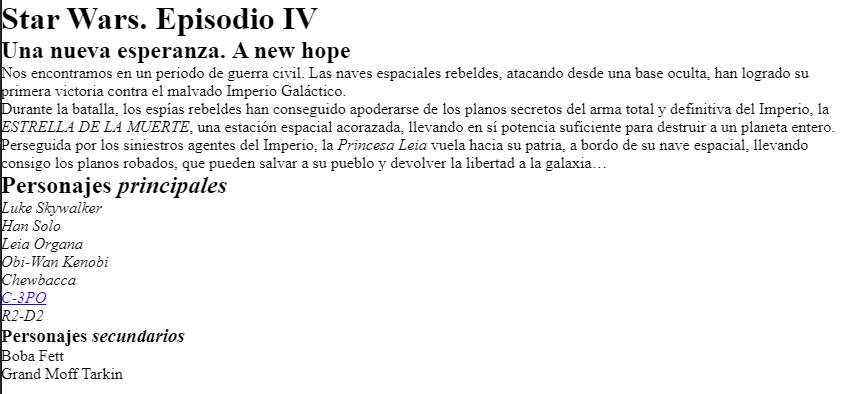 Star Wars. Episodio IV
Una nueva esperanza. A new hope
Nos encontramos en un periodo de guerra civil. Las naves espaciales rebeldes, atacando desde una base oculta, han logrado su
primera victoria contra el malvado Imperio Galáctico.
Durante la batalla, los espías rebeldes han conseguido apoderarse de los planos secretos del arma total y definitiva del Imperio, la
ESTRELLA DE LA MUERTE, una estación espacial acorazada, llevando en sí potencia suficiente para destruir a un planeta entero.
Perseguida por los siniestros agentes del Imperio, la Princesa Leia vuela hacia su patria, a bordo de su nave espacial, llevando
consigo los planos robados, que pueden salvar a su pueblo y devolver la libertad a la galaxia…
Personajes principales
Luke Skywalker
Han Solo
Leia Organa
Obi-Wan Kenobi
Chewbacca
C-3PO
R2-D2
Personajes secundarios
Boba Fett
Grand Moff Tarkin